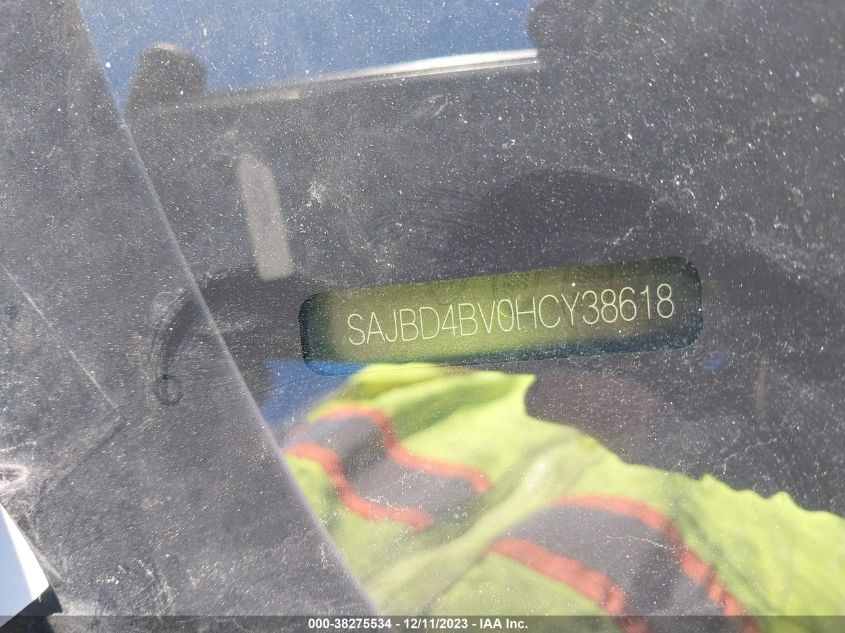 SAJBD4BV0HCY38618
000-38275534 - 12/11/2023 - IAA Inc.